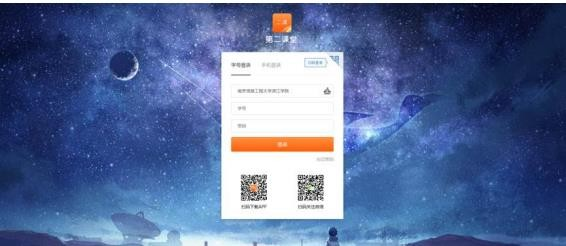 二课
第二课堂
学号登录 手机登录 扫码登录
南京信息工程大学滨江学院
学号
密码
登录
忘记密码
扫码下载APP 扫码关注微信